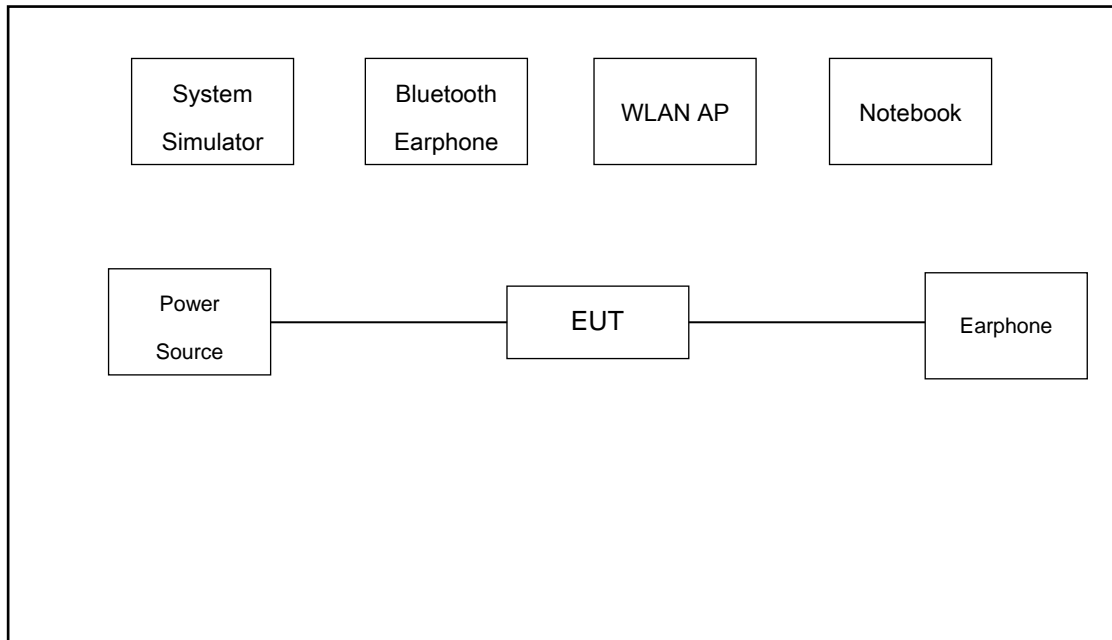 System
Simulator
Bluetooth
Earphone
WLAN AP
Notebook
Power
Source
EUT
Earphone